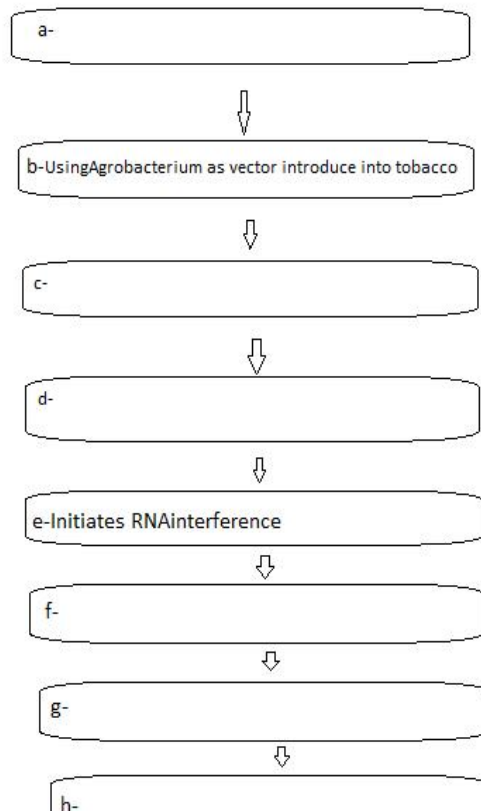 a-
b-UsingAgrobacterium as vector introduce into tobacco
c-
d-
e-Initiates RNAinterference
f-
g-
h-